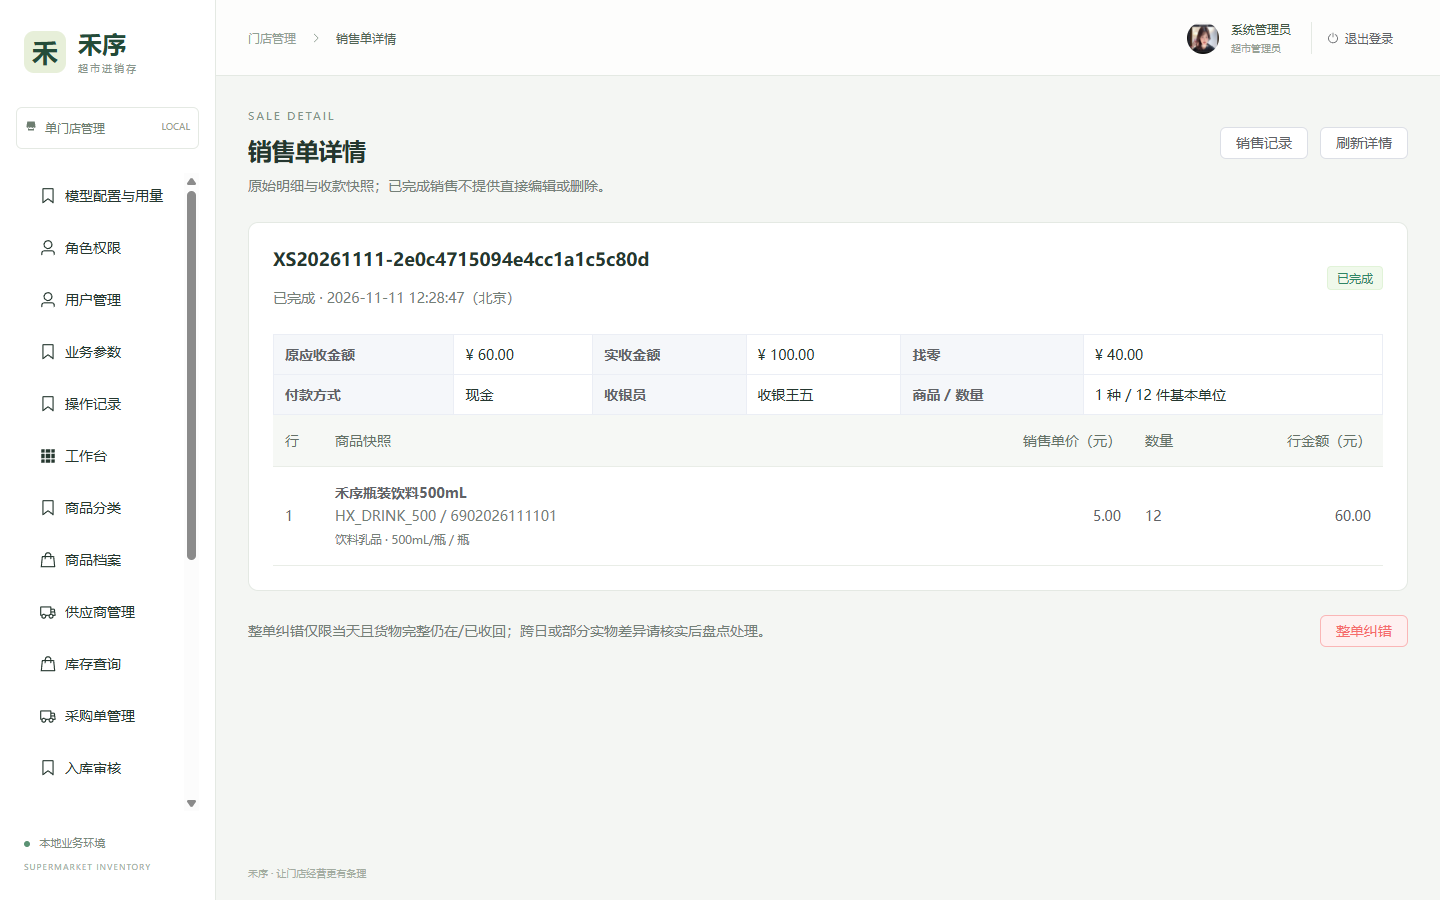 禾 禾序
超市进销存
单门店管理 LOCAL
模型配置与用量
角色权限
用户管理
业务参数
操作记录
工作台
商品分类
商品档案
供应商管理
库存查询
采购单管理
入库审核
本地业务环境
SUPERMARKET INVENTORY
门店管理 > 销售单详情
系统管理员
超市管理员
退出登录
SALE DETAIL
销售单详情
原始明细与收款快照；已完成销售不提供直接编辑或删除。
销售记录 刷新详情
XS20261111-2e0c4715094e4cc1a1c5c80d
已完成 · 2026-11-11 12:28:47（北京）
已完成
原应收金额 ¥ 60.00 实收金额 ¥ 100.00 找零 ¥ 40.00
付款方式 现金 收银员 收银王五 商品 / 数量 1 种 / 12 件基本单位
行 商品快照 销售单价（元） 数量 行金额（元）
禾序瓶装饮料500mL
1 HX_DRINK_500 / 6902026111101 5.00 12 60.00
饮料乳品 · 500mL/瓶 / 瓶
整单纠错仅限当天且货物完整仍在/已收回；跨日或部分实物差异请核实后盘点处理。
整单纠错
禾序 · 让门店经营更有条理